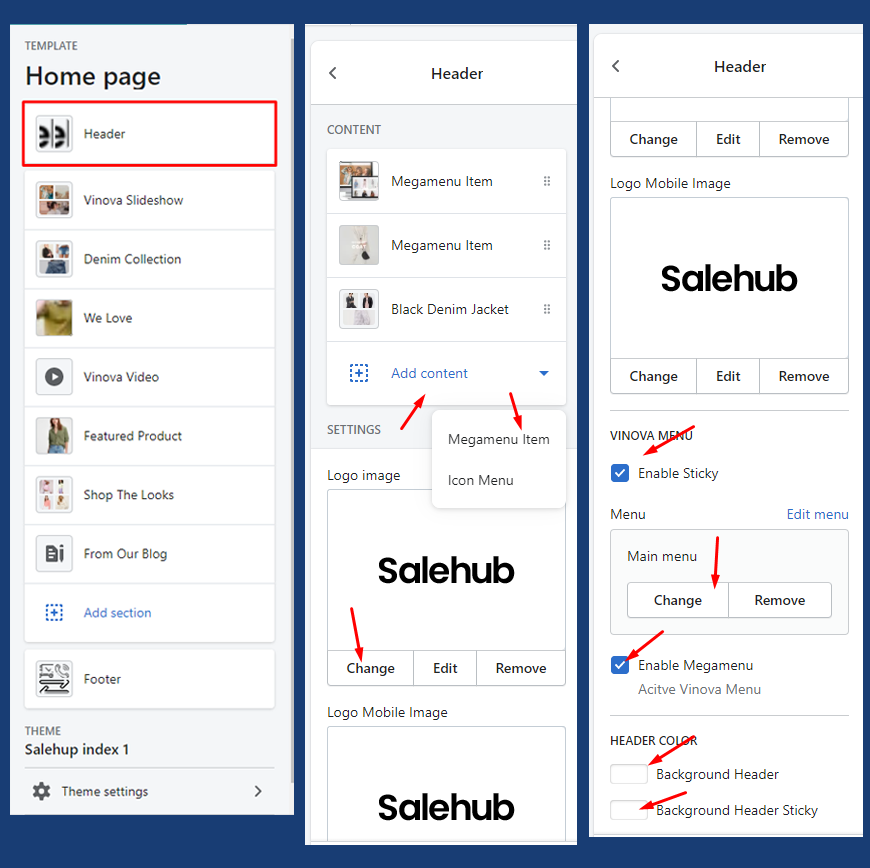 TEMPLATE
Home page
Header
Vinova Slideshow
Denim Collection
We Love
Vinova Video
Featured Product
Shop The Looks
From Our Blog
Add section
Footer
THEME
Salehup index 1
Theme settings
Header
CONTENT
Megamenu Item
Megamenu Item
Black Denim Jacket
Add content
SETTINGS
Megamenu Item
Icon Menu
Logo image
Salehub
Change Edit Remove
Logo Mobile Image
Salehub
Header
Change Edit Remove
Logo Mobile Image
Salehub
Change Edit Remove
VINOVA MENU
Enable Sticky
Menu Edit menu
Main menu
Change Remove
Enable Megamenu
Acitve Vinova Menu
HEADER COLOR
Background Header
Background Header Sticky